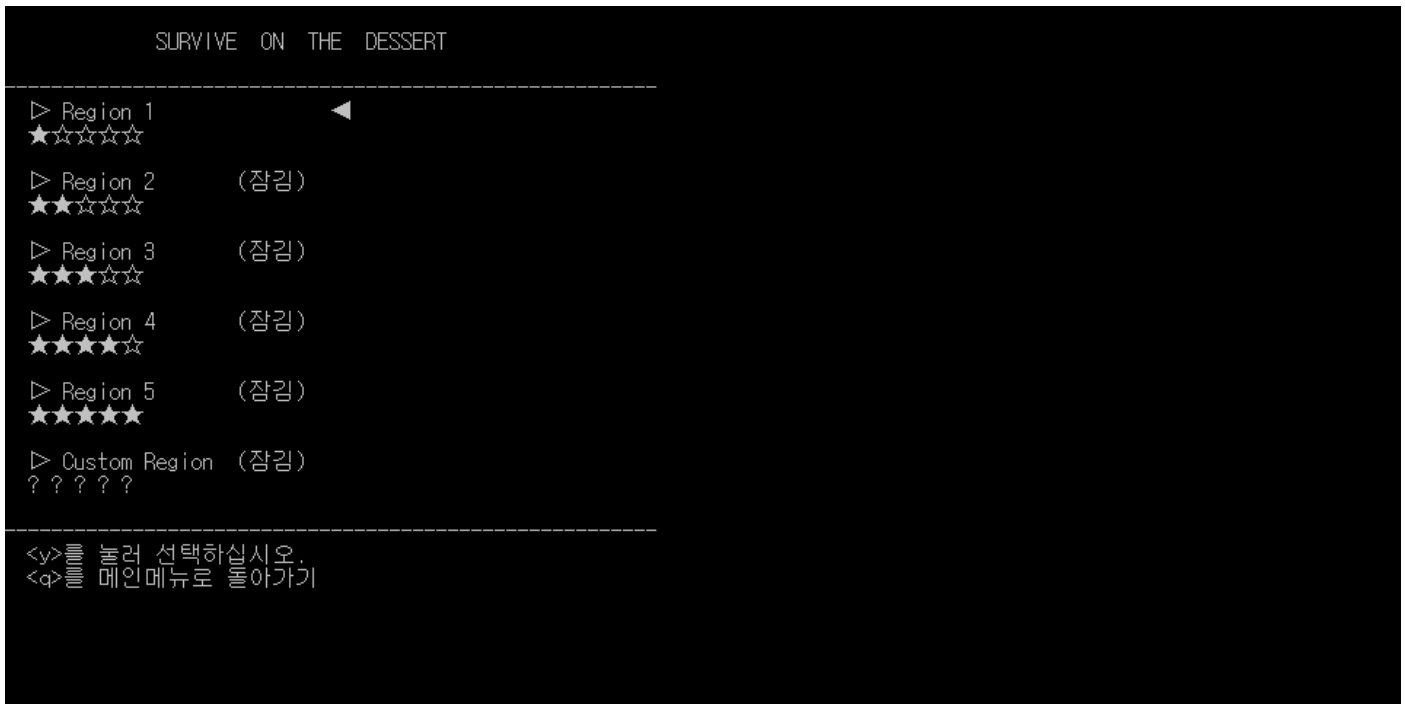 SURVIVE ON THE DESSERT
------------------------------------------------------
▷ Region 1 ◀
★☆☆☆☆
▷ Region 2 (잠김)
★★☆☆☆
▷ Region 3 (잠김)
★★★☆☆
▷ Region 4 (잠김)
★★★★☆
▷ Region 5 (잠김)
★★★★★
▷ Custom Region (잠김)
? ? ? ? ?
------------------------------------------------------
<y>를 눌러 선택하십시오.
<q>를 메인메뉴로 돌아가기